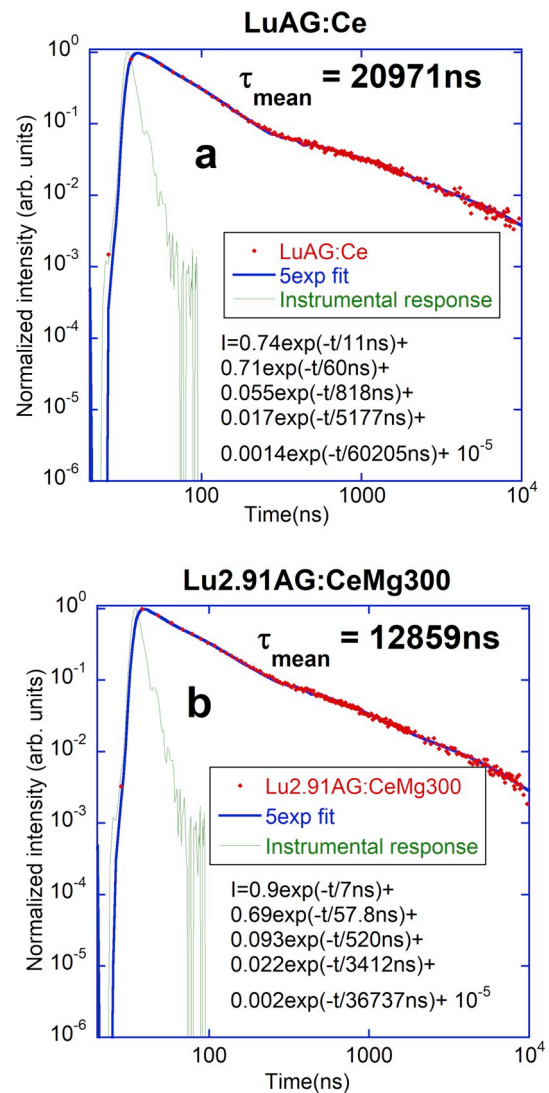 LuAG:Ce
10⁰
τmean = 20971ns
10⁻¹
a
10⁻²
LuAG:Ce
10⁻³
5exp fit
Instrumental response
10⁻⁴
I=0.74exp(-t/11ns)+
0.71exp(-t/60ns)+
0.055exp(-t/818ns)+
10⁻⁵
0.017exp(-t/5177ns)+
0.0014exp(-t/60205ns)+ 10⁻⁵
10⁻⁶
Normalized intensity (arb. units)
100 1000 10⁴
Time(ns)
Lu2.91AG:CeMg300
10⁰
τmean = 12859ns
10⁻¹
b
10⁻²
Lu2.91AG:CeMg300
10⁻³
5exp fit
Instrumental response
10⁻⁴
I=0.9exp(-t/7ns)+
0.69exp(-t/57.8ns)+
0.093exp(-t/520ns)+
10⁻⁵
0.022exp(-t/3412ns)+
0.002exp(-t/36737ns)+ 10⁻⁵
10⁻⁶
Normalized intensity (arb. units)
100 1000 10⁴
Time(ns)